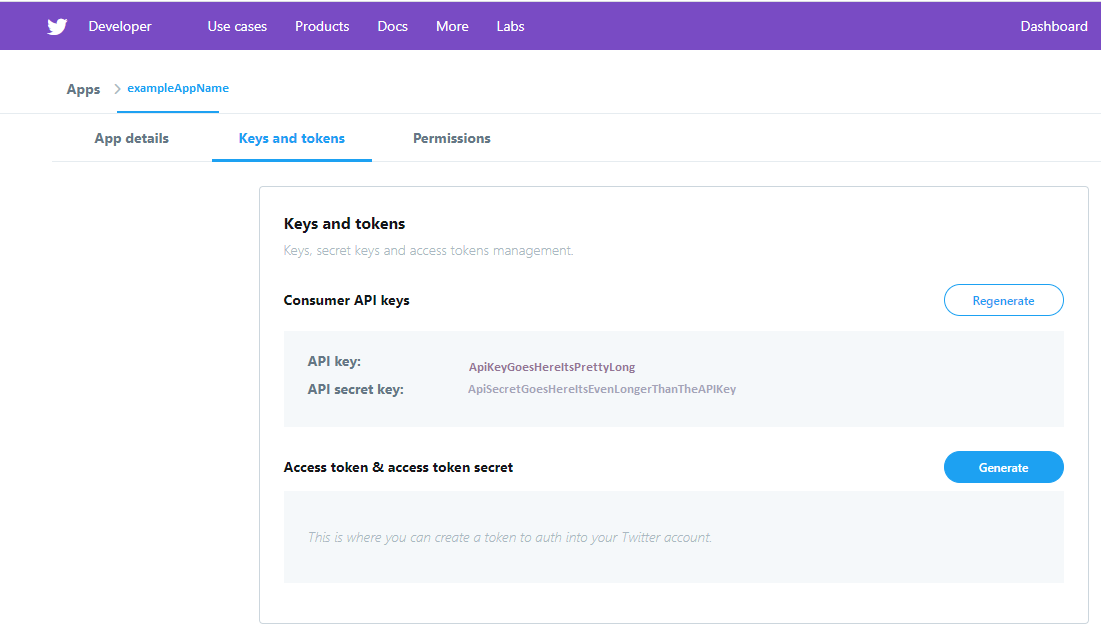 Developer Use cases Products Docs More Labs Dashboard
Apps exampleAppName
App details Keys and tokens Permissions
Keys and tokens
Keys, secret keys and access tokens management.
Consumer API keys Regenerate
API key: ApiKeyGoesHereItsPrettyLong
API secret key: ApiSecretGoesHereItsEvenLongerThanTheAPIKey
Access token & access token secret Generate
This is where you can create a token to auth into your Twitter account.